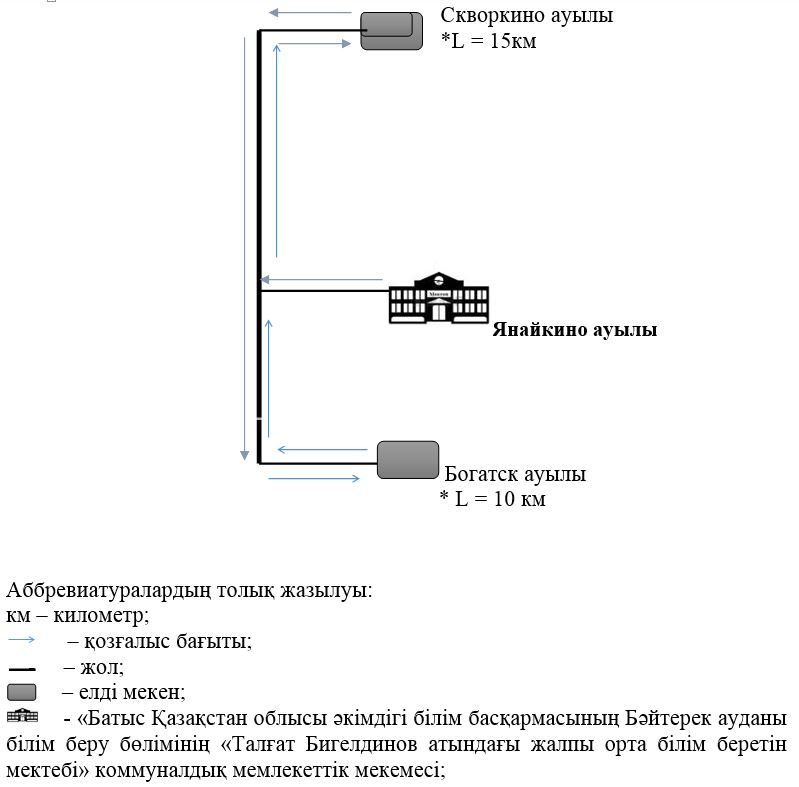 Скворкино ауылы
*L = 15км
Янайкино ауылы
Богатск ауылы
* L = 10 км
Аббревиатуралардың толық жазылуы:
км – километр;
– қозғалыс бағыты;
– жол;
– елді мекен;
- «Батыс Қазақстан облысы әкімдігі білім басқармасының Бәйтерек ауданы
білім беру бөлімінің «Талғат Бигелдинов атындағы жалпы орта білім беретін
мектебі» коммуналдық мемлекеттік мекемесі;